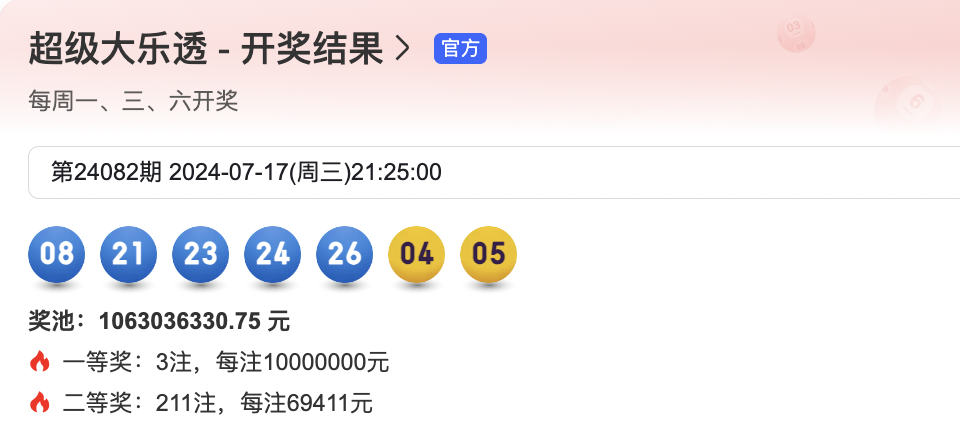 超级大乐透 - 开奖结果 > 官方
每周一、三、六开奖
第24082期 2024-07-17(周三)21:25:00
08 21 23 24 26 04 05
奖池：1063036330.75 元
一等奖：3注，每注10000000元
二等奖：211注，每注69411元